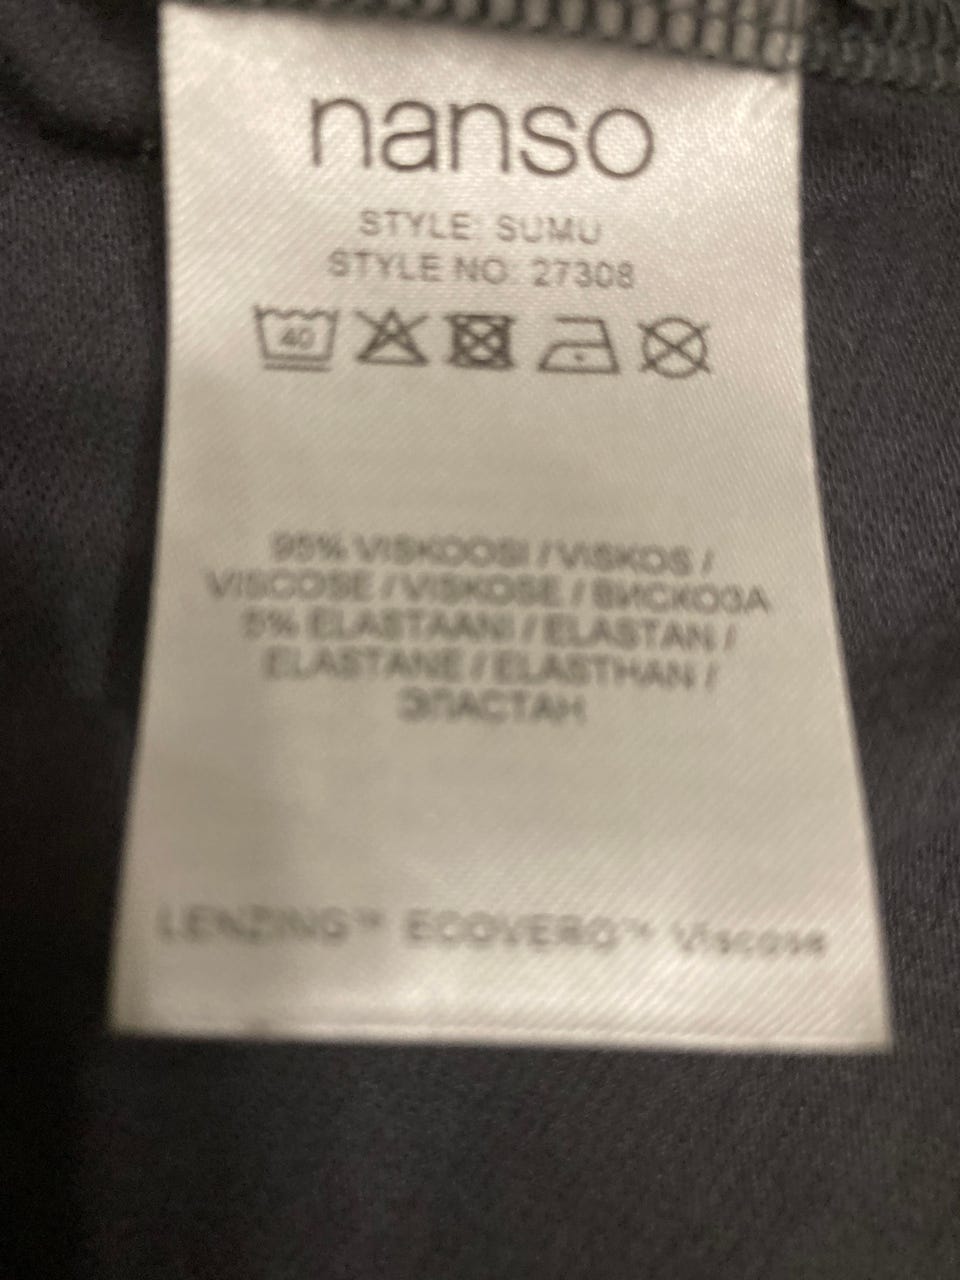 nanso
STYLE: SUMU
STYLE NO: 27308
40
95% VISKOOSI / VISKOS /
VISCOSE / VISKOSE / ВИСКОЗА
5% ELASTAANI / ELASTAN /
ELASTANE / ELASTHAN /
ЭЛАСТАН
LENZING™ ECOVERO™ Viscose